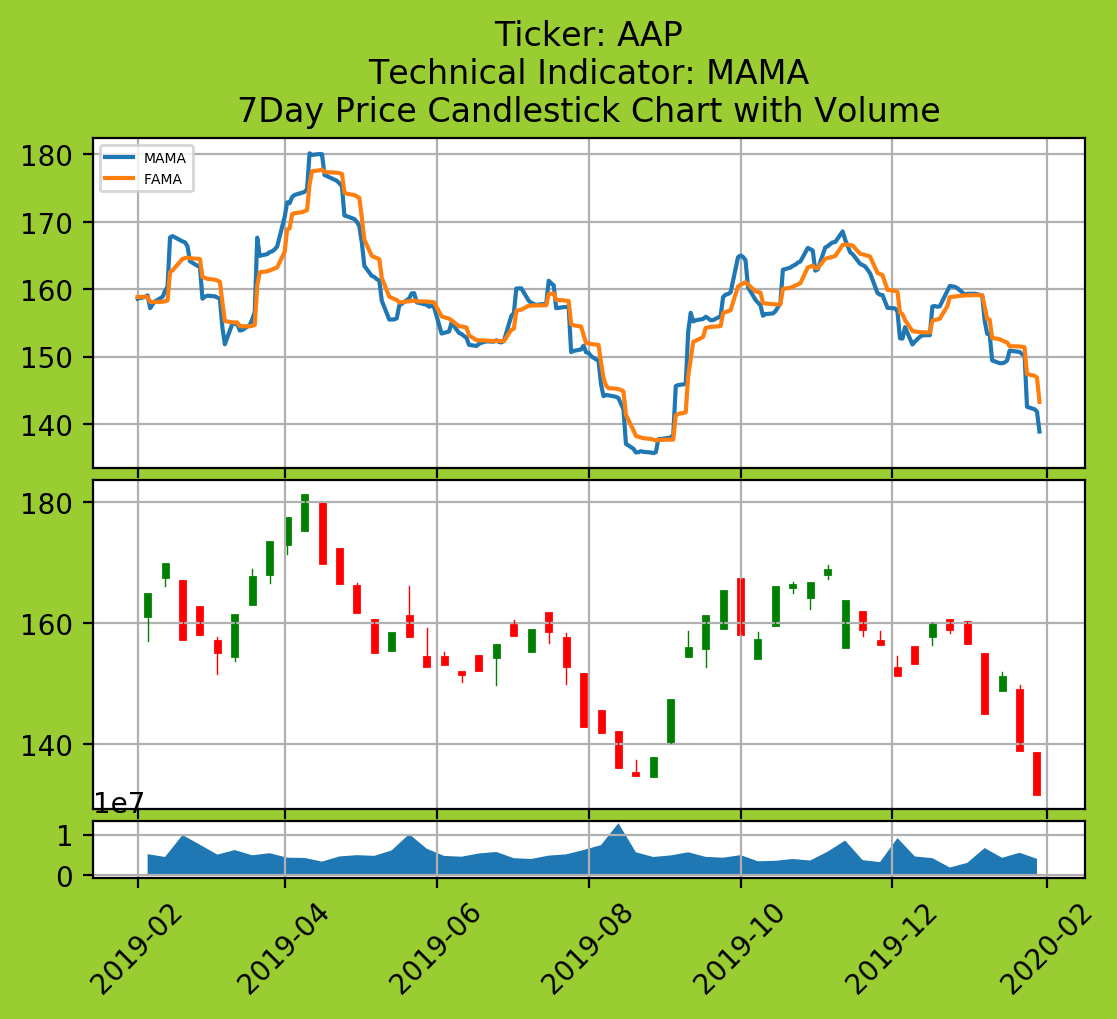 Ticker: AAP
Technical Indicator: MAMA
7Day Price Candlestick Chart with Volume
180
170
160
150
140
MAMA
FAMA
180
160
140
1e7
1
0
2019-02
2019-04
2019-06
2019-08
2019-10
2019-12
2020-02